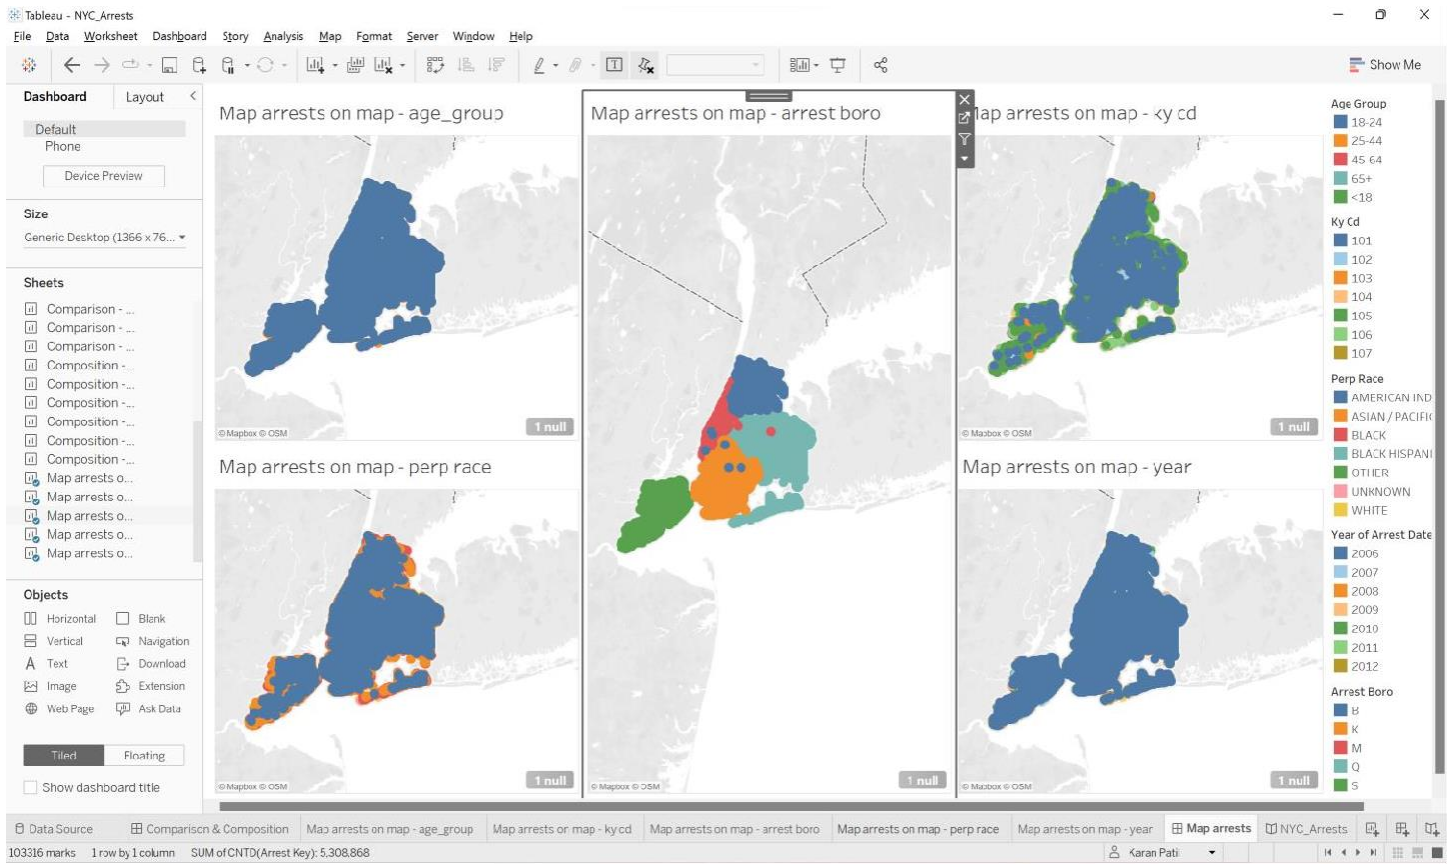 Tableau - NYC_Arrests
File Data Worksheet Dashboard Story Analysis Map Format Server Window Help
Show Me
Dashboard Layout
Default
Phone
Device Preview
Size
Generic Desktop (1366 x 76...
Sheets
Comparison - ...
Comparison - ...
Comparison - ...
Composition -...
Composition -...
Composition -...
Composition -...
Composition -...
Composition -...
Map arrests o...
Map arrests o...
Map arrests o...
Map arrests o...
Map arrests o...
Objects
Horizontal Blank
Vertical Navigation
Text Download
Image Extension
Web Page Ask Data
Tiled Floating
Show dashboard title
Map arrests on map - age_group
© Mapbox © OSM
1 null
Map arrests on map - perp race
© Mapbox © OSM
1 null
Map arrests on map - arrest boro
© Mapbox © OSM
1 null
Map arrests on map - ky cd
© Mapbox © OSM
1 null
Map arrests on map - year
© Mapbox © OSM
1 null
Age Group
18-24
25-44
45-64
65+
<18
Ky Cd
101
102
103
104
105
106
107
Perp Race
AMERICAN IND
ASIAN / PACIFI
BLACK
BLACK HISPANI
OTHER
UNKNOWN
WHITE
Year of Arrest Date
2006
2007
2008
2009
2010
2011
2012
Arrest Boro
B
K
M
Q
S
Data Source Comparison & Composition Map arrests on map - age_group Map arrests on map - ky cd Map arrests on map - arrest boro Map arrests on map - perp race Map arrests on map - year Map arrests NYC_Arrests
103316 marks 1 row by 1 column SUM of CNTD(Arrest Key): 5,308,868 Karan Patil